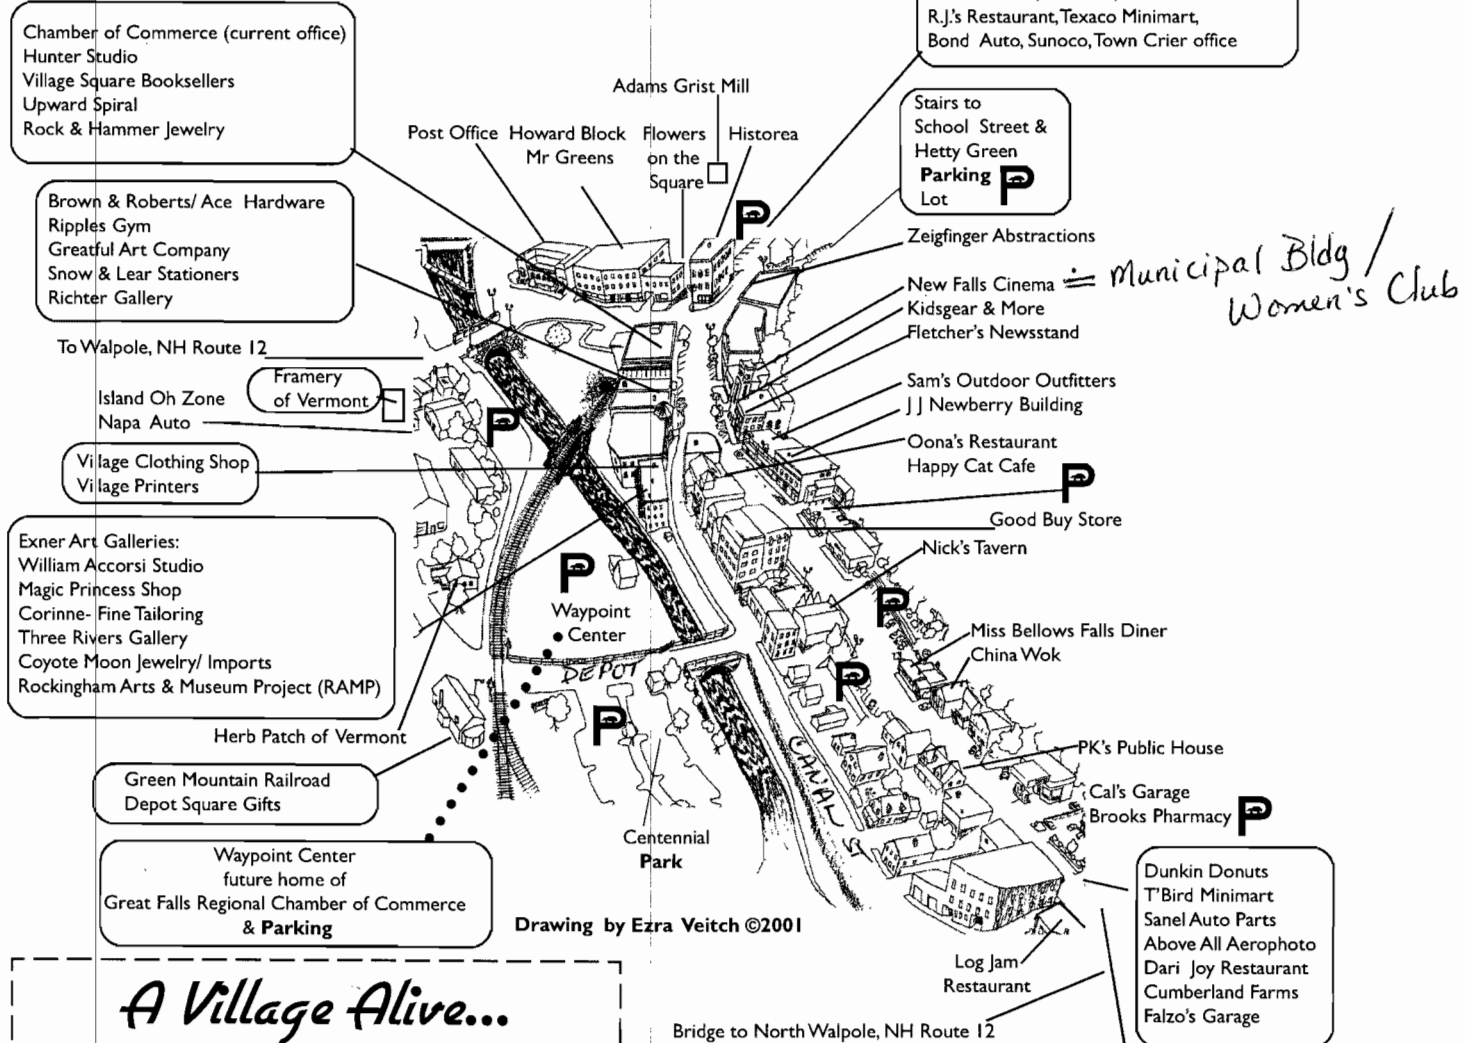 Chamber of Commerce (current office)
Hunter Studio
Village Square Booksellers
Upward Spiral
Rock & Hammer Jewelry
R.J.'s Restaurant, Texaco Minimart,
Bond Auto, Sunoco, Town Crier office
Adams Grist Mill
Post Office
Howard Block
Mr Greens
Flowers
on the
Square
Historea
P
Stairs to
School Street &
Hetty Green
Parking P
Lot
Brown & Roberts/ Ace Hardware
Ripples Gym
Greatful Art Company
Snow & Lear Stationers
Richter Gallery
Zeigfinger Abstractions
New Falls Cinema = Municipal Bldg /
Women's Club
Kidsgear & More
Fletcher's Newsstand
To Walpole, NH Route 12
Framery
of Vermont
Island Oh Zone
Napa Auto
P
Sam's Outdoor Outfitters
J J Newberry Building
Oona's Restaurant
Happy Cat Cafe
P
Village Clothing Shop
Village Printers
Good Buy Store
Nick's Tavern
Exner Art Galleries:
William Accorsi Studio
Magic Princess Shop
Corinne- Fine Tailoring
Three Rivers Gallery
Coyote Moon Jewelry/ Imports
Rockingham Arts & Museum Project (RAMP)
P
Waypoint
Center
P
Miss Bellows Falls Diner
China Wok
DEPOT
P
P
Herb Patch of Vermont
Green Mountain Railroad
Depot Square Gifts
CANAL
ST
PK's Public House
Cal's Garage
Brooks Pharmacy P
Centennial
Park
Waypoint Center
future home of
Great Falls Regional Chamber of Commerce
& Parking
Drawing by Ezra Veitch ©2001
Dunkin Donuts
T'Bird Minimart
Sanel Auto Parts
Above All Aerophoto
Dari Joy Restaurant
Cumberland Farms
Falzo's Garage
Log Jam
Restaurant
A Village Alive...
Bridge to North Walpole, NH Route 12